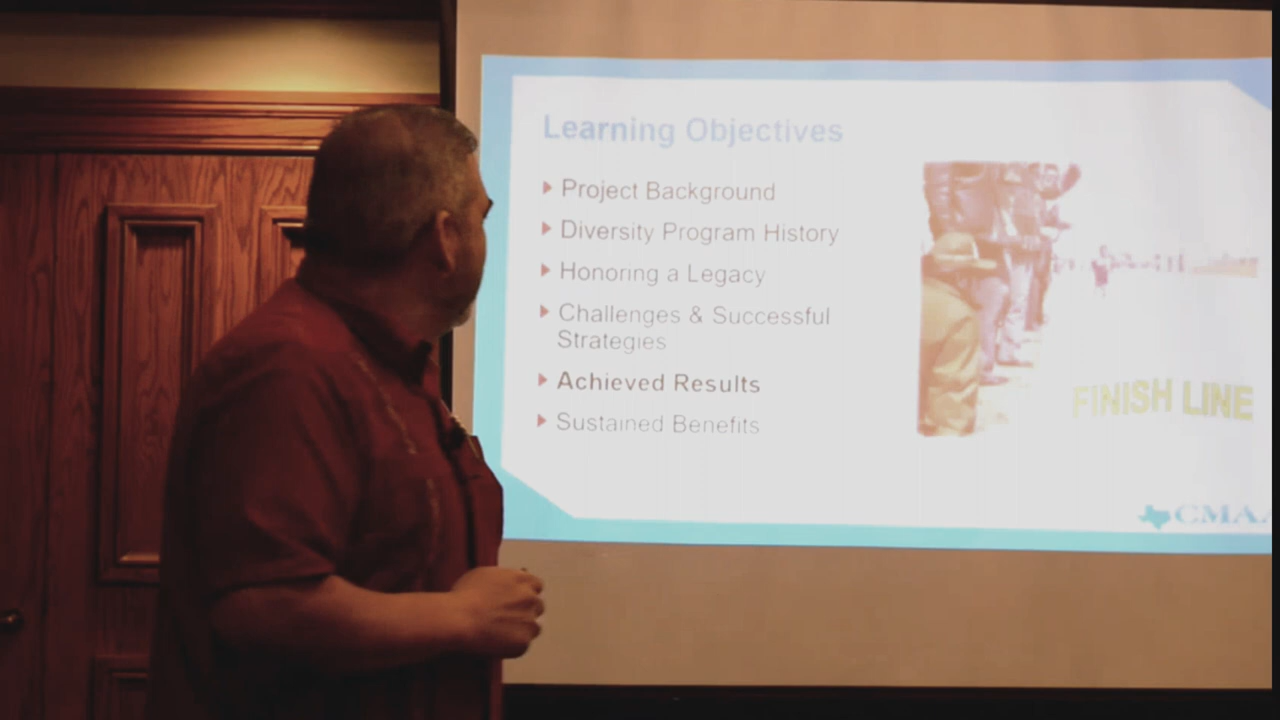 Learning Objectives
Project Background
Diversity Program History
Honoring a Legacy
Challenges & Successful
Strategies
Achieved Results
Sustained Benefits
FINISH LINE
CMAA